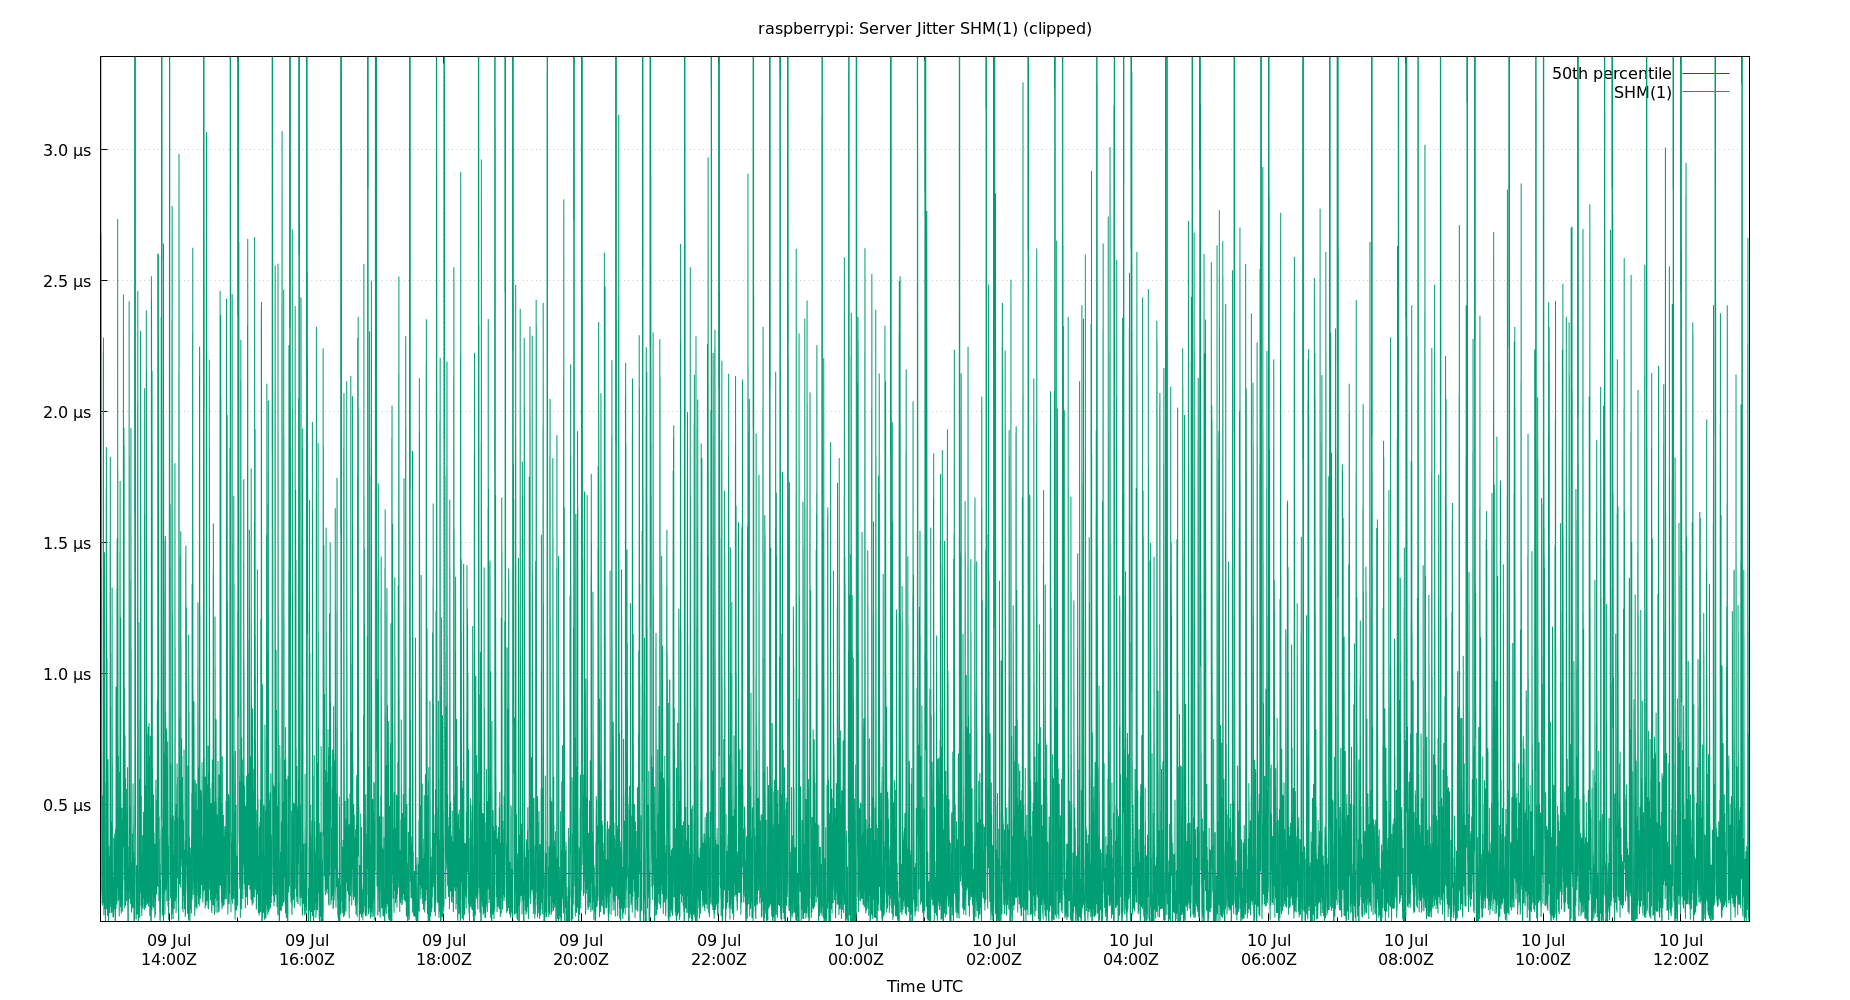 raspberrypi: Server Jitter SHM(1) (clipped)
50th percentile
SHM(1)
3.0 µs
2.5 µs
2.0 µs
1.5 µs
1.0 µs
0.5 µs
09 Jul 09 Jul 09 Jul 09 Jul 09 Jul 10 Jul 10 Jul 10 Jul 10 Jul 10 Jul 10 Jul 10 Jul
14:00Z 16:00Z 18:00Z 20:00Z 22:00Z 00:00Z 02:00Z 04:00Z 06:00Z 08:00Z 10:00Z 12:00Z
Time UTC